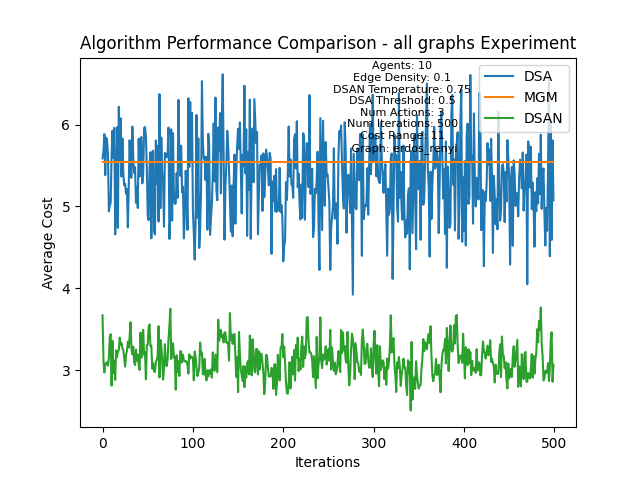 Algorithm Performance Comparison - all graphs Experiment
Agents: 10
Edge Density: 0.1
DSAN Temperature: 0.75
DSA Threshold: 0.5
Num Actions: 3
Num Iterations: 500
Cost Range: 11
Graph: erdos_renyi
DSA
MGM
DSAN
Average Cost
6
5
4
3
0
100
200
300
400
500
Iterations